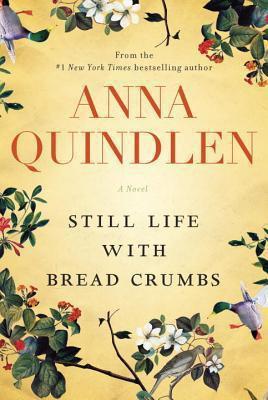 From the
#1 New York Times bestselling author
ANNA
QUINDLEN
A Novel
STILL LIFE
WITH
BREAD CRUMBS